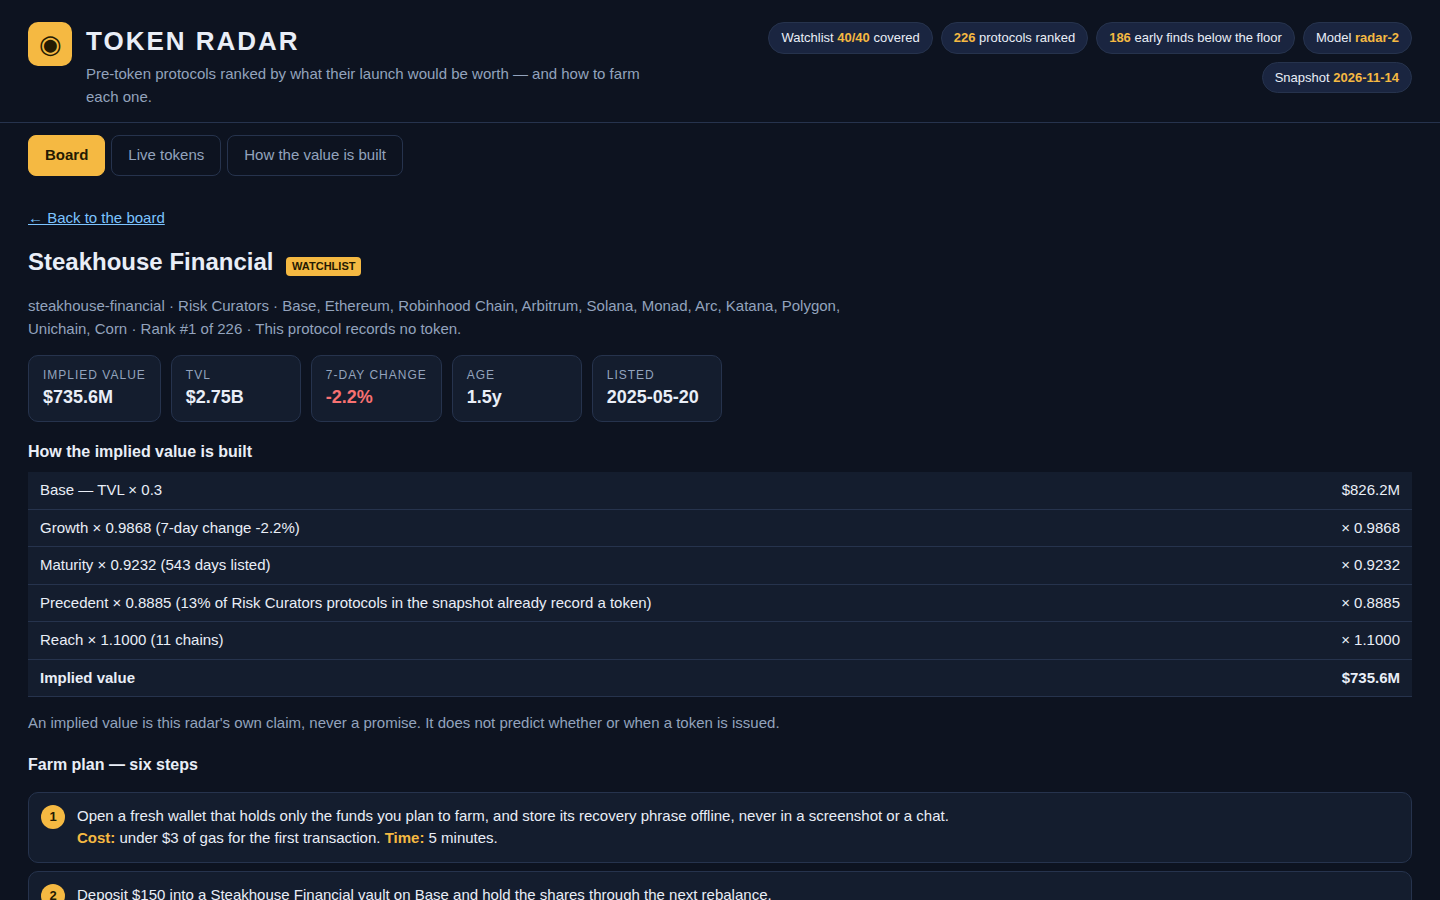 TOKEN RADAR
Pre-token protocols ranked by what their launch would be worth — and how to farm
each one.
Watchlist 40/40 covered
226 protocols ranked
186 early finds below the floor
Model radar-2
Snapshot 2026-11-14
Board
Live tokens
How the value is built
← Back to the board
Steakhouse Financial WATCHLIST
steakhouse-financial · Risk Curators · Base, Ethereum, Robinhood Chain, Arbitrum, Solana, Monad, Arc, Katana, Polygon,
Unichain, Corn · Rank #1 of 226 · This protocol records no token.
IMPLIED VALUE
$735.6M
TVL
$2.75B
7-DAY CHANGE
-2.2%
AGE
1.5y
LISTED
2025-05-20
How the implied value is built
Base — TVL × 0.3 $826.2M
Growth × 0.9868 (7-day change -2.2%) × 0.9868
Maturity × 0.9232 (543 days listed) × 0.9232
Precedent × 0.8885 (13% of Risk Curators protocols in the snapshot already record a token) × 0.8885
Reach × 1.1000 (11 chains) × 1.1000
Implied value $735.6M
An implied value is this radar's own claim, never a promise. It does not predict whether or when a token is issued.
Farm plan — six steps
1 Open a fresh wallet that holds only the funds you plan to farm, and store its recovery phrase offline, never in a screenshot or a chat.
Cost: under $3 of gas for the first transaction. Time: 5 minutes.
2 Deposit $150 into a Steakhouse Financial vault on Base and hold the shares through the next rebalance.